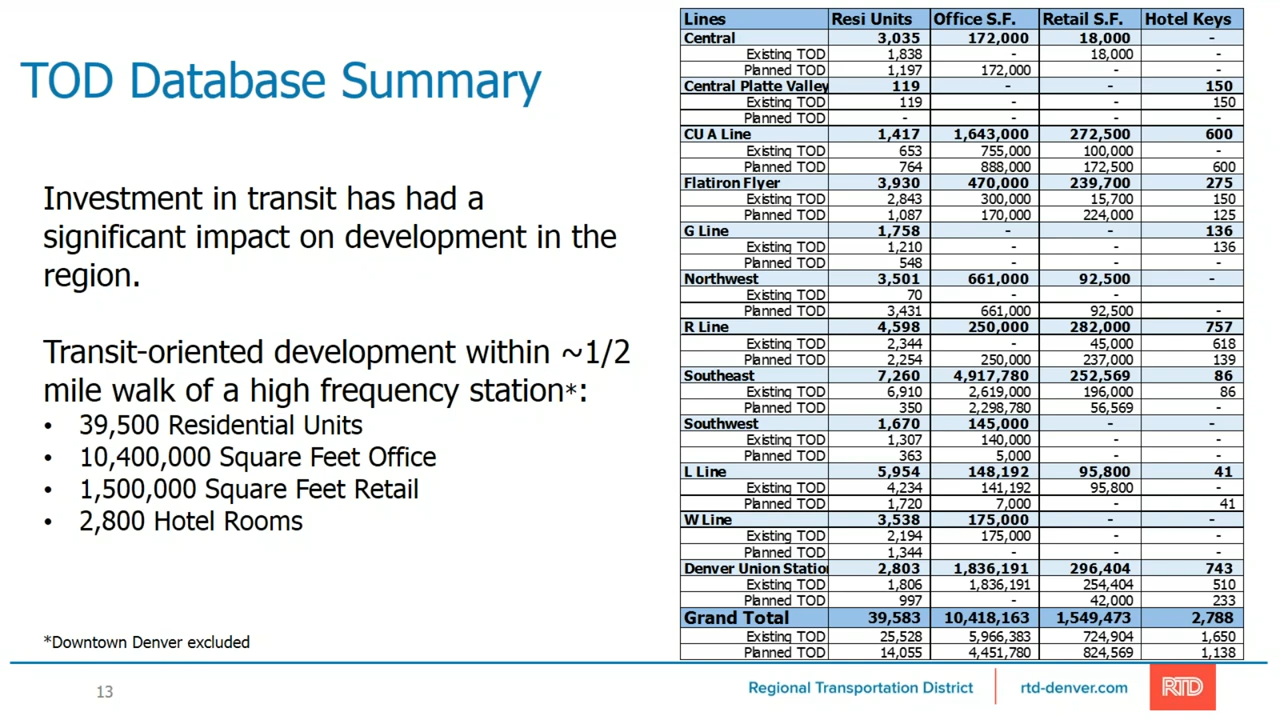 TOD Database Summary
Investment in transit has had a
significant impact on development in the
region.
Transit-oriented development within ~1/2
mile walk of a high frequency station*:
• 39,500 Residential Units
• 10,400,000 Square Feet Office
• 1,500,000 Square Feet Retail
• 2,800 Hotel Rooms
*Downtown Denver excluded
Lines Resi Units Office S.F. Retail S.F. Hotel Keys
Central 3,035 172,000 18,000 -
Existing TOD 1,838 - 18,000 -
Planned TOD 1,197 172,000 - -
Central Platte Valley 119 - - 150
Existing TOD 119 - - 150
Planned TOD - - - -
CU A Line 1,417 1,643,000 272,500 600
Existing TOD 653 755,000 100,000 -
Planned TOD 764 888,000 172,500 600
Flatiron Flyer 3,930 470,000 239,700 275
Existing TOD 2,843 300,000 15,700 150
Planned TOD 1,087 170,000 224,000 125
G Line 1,758 - - 136
Existing TOD 1,210 - - 136
Planned TOD 548 - - -
Northwest 3,501 661,000 92,500 -
Existing TOD 70 - -
Planned TOD 3,431 661,000 92,500 -
R Line 4,598 250,000 282,000 757
Existing TOD 2,344 - 45,000 618
Planned TOD 2,254 250,000 237,000 139
Southeast 7,260 4,917,780 252,569 86
Existing TOD 6,910 2,619,000 196,000 86
Planned TOD 350 2,298,780 56,569 -
Southwest 1,670 145,000 - -
Existing TOD 1,307 140,000 - -
Planned TOD 363 5,000 - -
L Line 5,954 148,192 95,800 41
Existing TOD 4,234 141,192 95,800 -
Planned TOD 1,720 7,000 - 41
W Line 3,538 175,000 - -
Existing TOD 2,194 175,000 - -
Planned TOD 1,344 - - -
Denver Union Statio 2,803 1,836,191 296,404 743
Existing TOD 1,806 1,836,191 254,404 510
Planned TOD 997 - 42,000 233
Grand Total 39,583 10,418,163 1,549,473 2,788
Existing TOD 25,528 5,966,383 724,904 1,650
Planned TOD 14,055 4,451,780 824,569 1,138
13
Regional Transportation District
rtd-denver.com
RTD